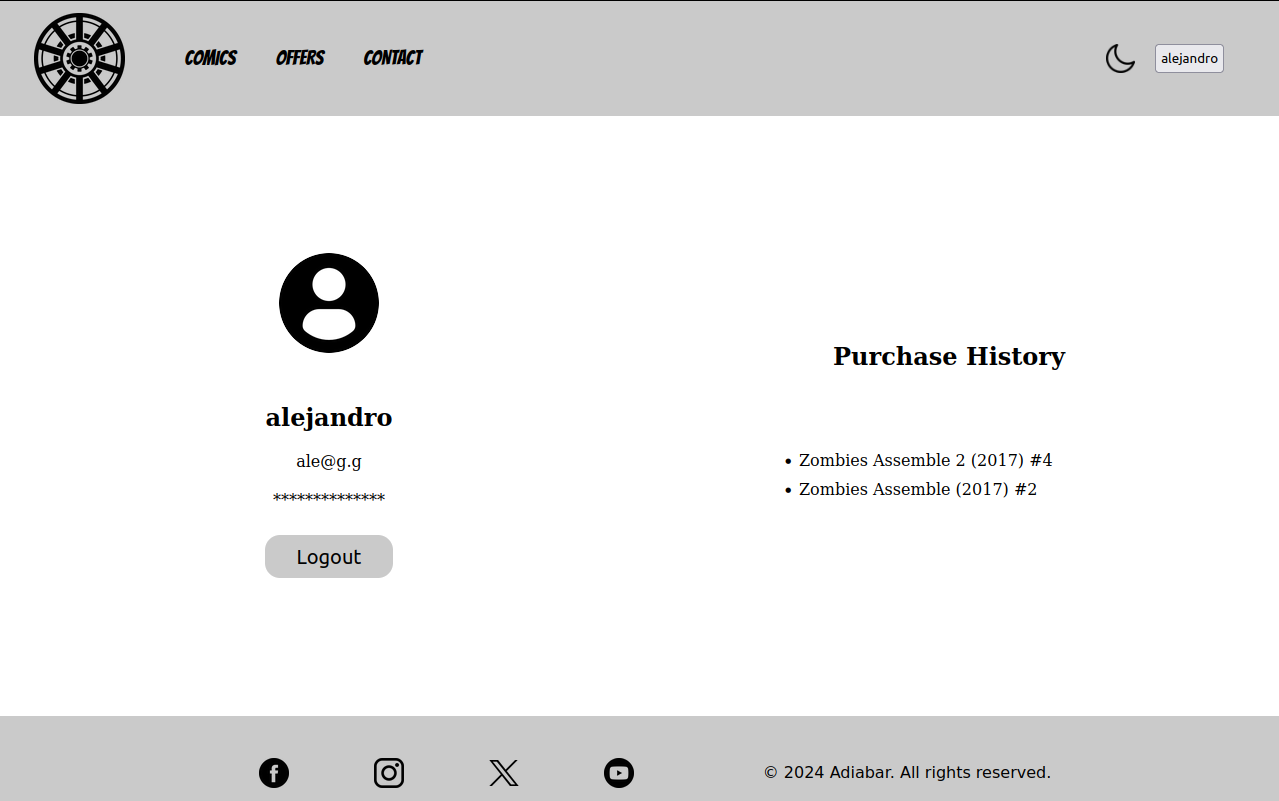 COMICS OFFERS CONTACT alejandro
alejandro
ale@g.g
**************
Logout
Purchase History
Zombies Assemble 2 (2017) #4
Zombies Assemble (2017) #2
© 2024 Adiabar. All rights reserved.